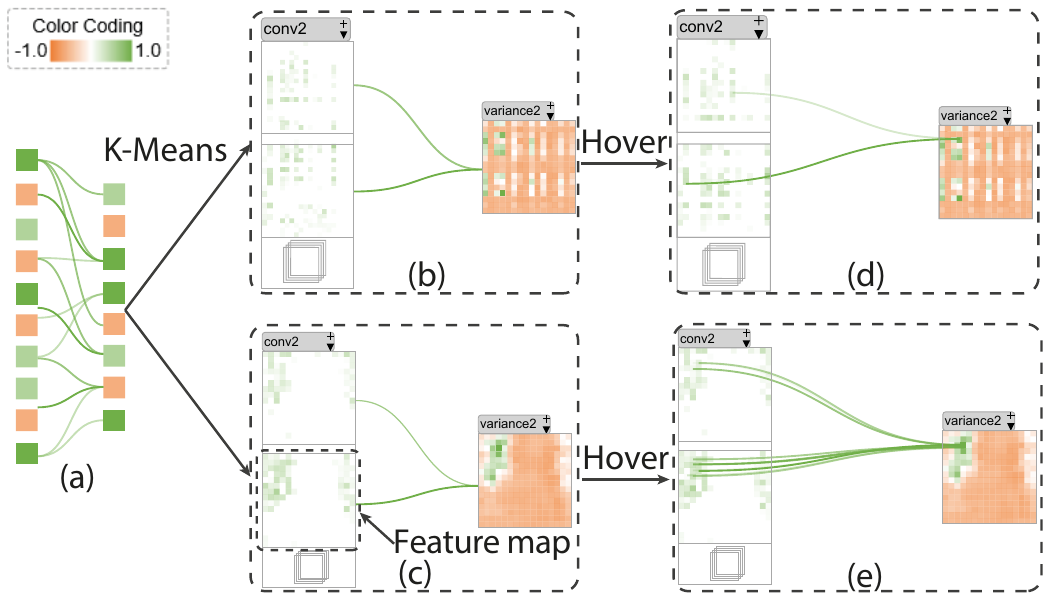 Color Coding
-1.0 1.0
K-Means
(a)
conv2 +
variance2 +
(b)
Hover
conv2 +
variance2 +
(d)
conv2 +
variance2 +
Feature map
(c)
Hover
conv2 +
variance2 +
(e)